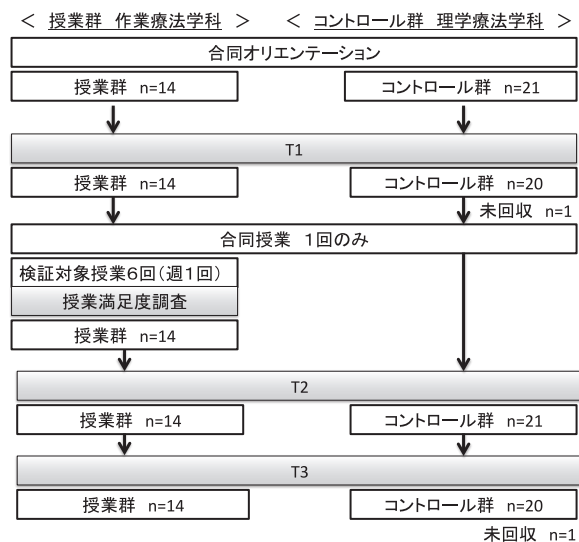 ＜ 授業群 作業療法学科 ＞ ＜ コントロール群 理学療法学科 ＞
合同オリエンテーション
授業群 n=14 コントロール群 n=21
T1
授業群 n=14 コントロール群 n=20
未回収 n=1
合同授業 1回のみ
検証対象授業6回（週1回）
授業満足度調査
授業群 n=14
T2
授業群 n=14 コントロール群 n=21
T3
授業群 n=14 コントロール群 n=20
未回収 n=1